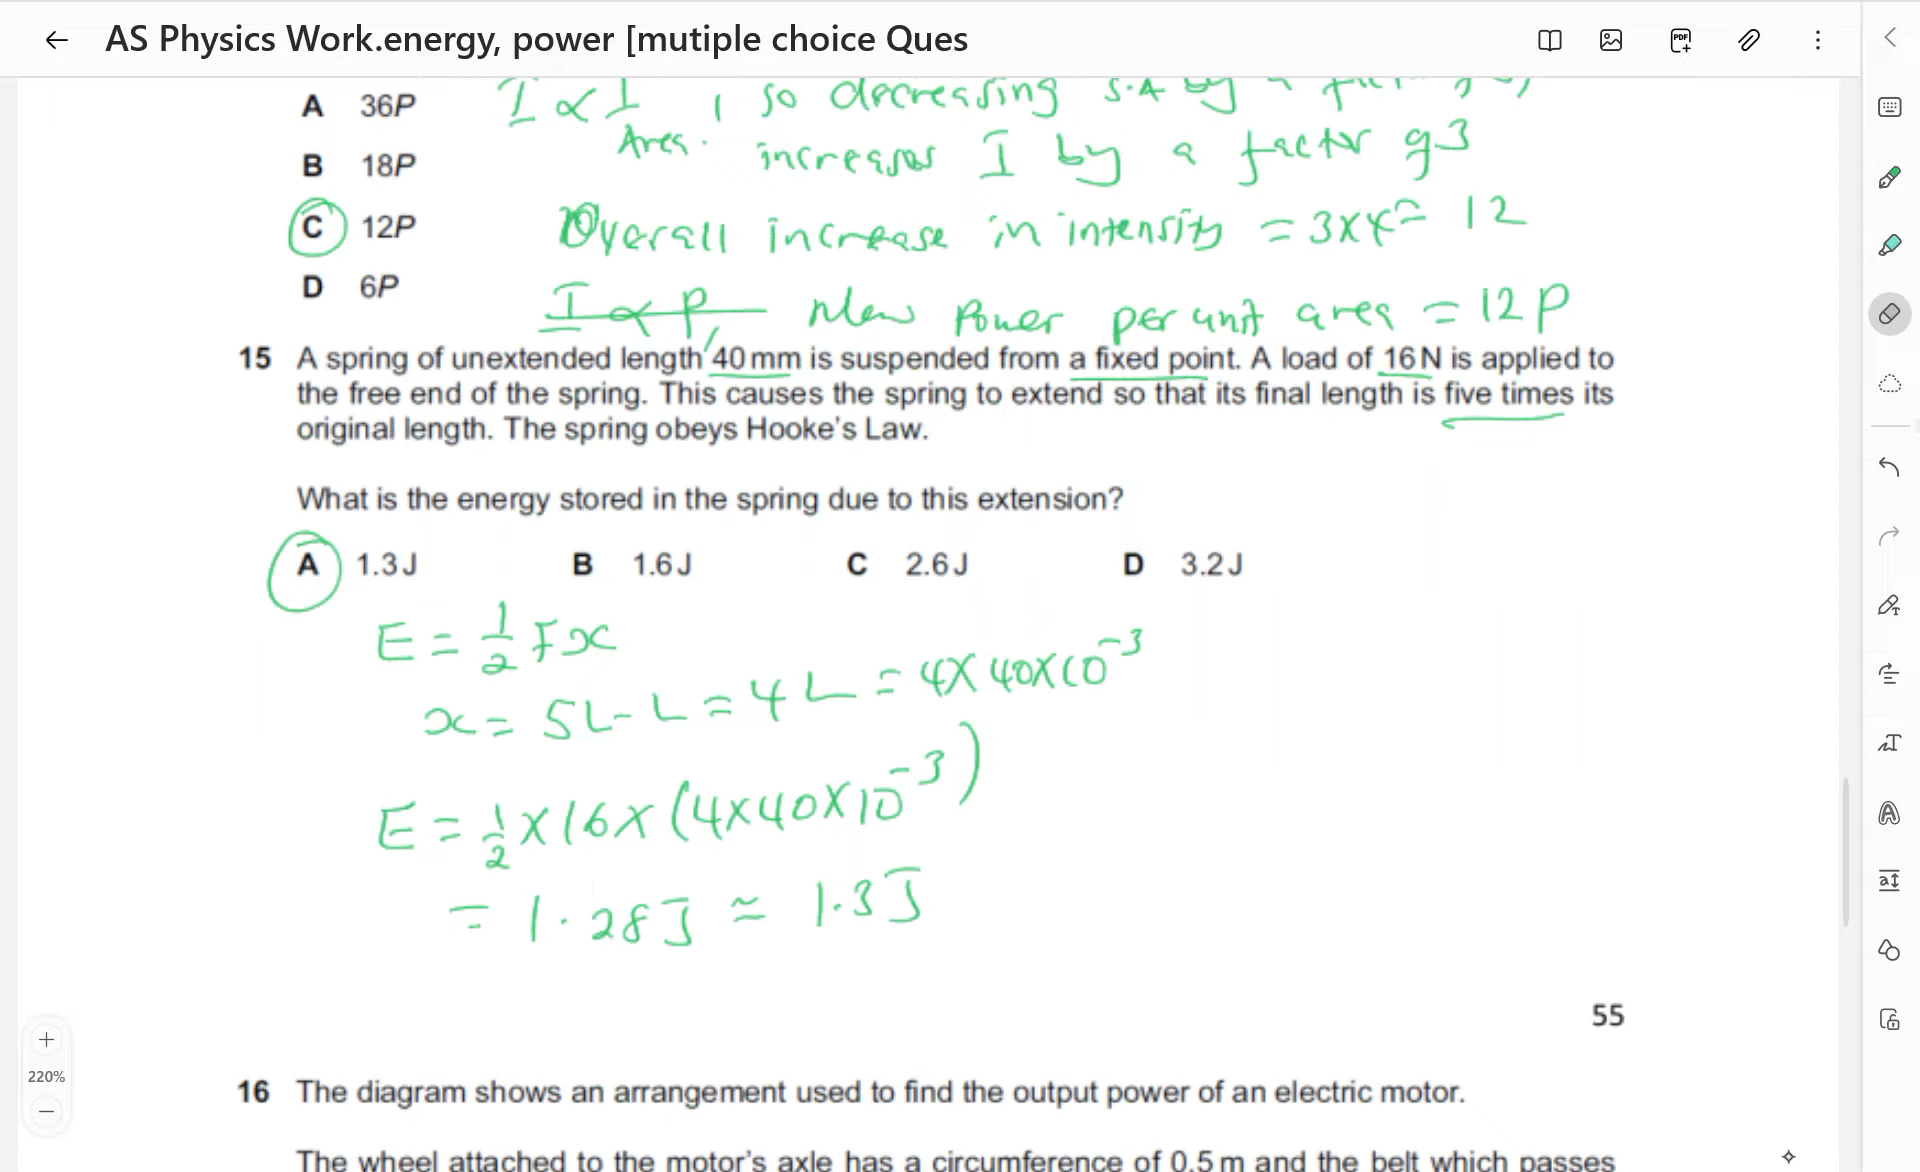 AS Physics Work.energy, power [mutiple choice Ques
PDF
A 36P
I ∝ 1/Area , so decreasing S.A by a
B 18P
increases I by a factor of 3
C 12P
Overall increase in intensity = 3×4 = 12
D 6P
I ∝ P, New Power per unit area = 12P
15 A spring of unextended length 40 mm is suspended from a fixed point. A load of 16 N is applied to
the free end of the spring. This causes the spring to extend so that its final length is five times its
original length. The spring obeys Hooke's Law.
What is the energy stored in the spring due to this extension?
A 1.3 J B 1.6 J C 2.6 J D 3.2 J
E = 1/2 Fx
x = 5L - L = 4L = 4×40×10⁻³
E = 1/2 × 16 × (4×40×10⁻³)
= 1.28J ≈ 1.3J
55
220%
16 The diagram shows an arrangement used to find the output power of an electric motor.
The wheel attached to the motor's axle has a circumference of 0.5 m and the belt which passes